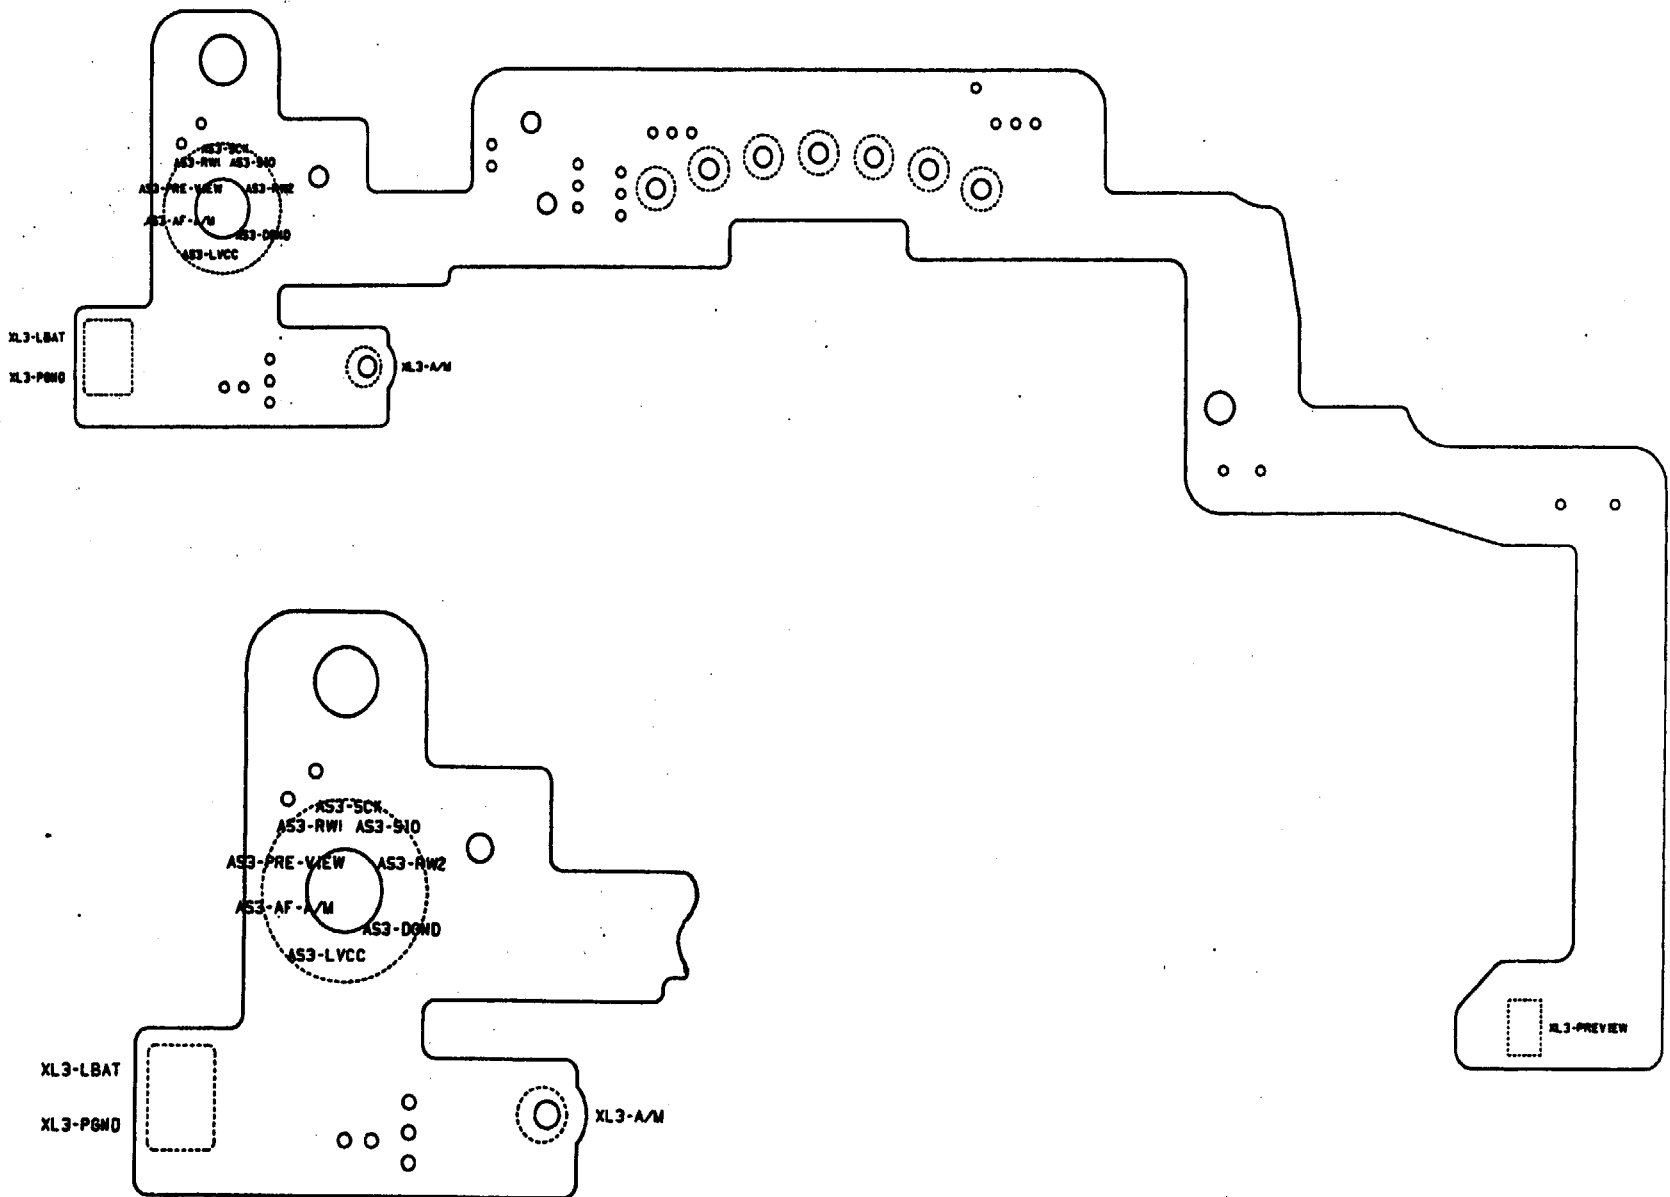 AS3-SCK
AS3-RW1 AS3-SIO
AS3-PRE-VIEW AS3-RW2
AS3-AF-A/M
AS3-DGND
AS3-LVCC
XL3-LBAT
XL3-PGND
XL3-A/M
XL3-PREVIEW
AS3-SCK
AS3-RW1 AS3-SIO
AS3-PRE-VIEW AS3-RW2
AS3-AF-A/M
AS3-DGND
AS3-LVCC
XL3-LBAT
XL3-PGND
XL3-A/M